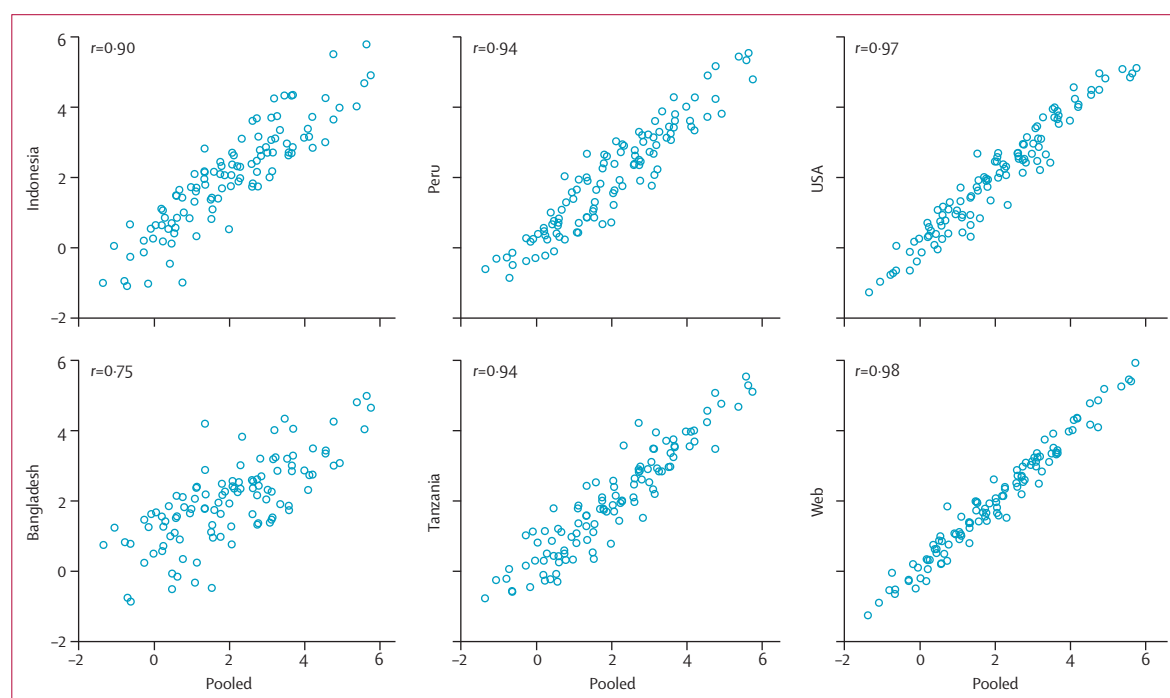 6
4
2
0
−2
Indonesia
r=0·90
Peru
r=0·94
USA
r=0·97
6
4
2
0
−2
Bangladesh
r=0·75
Tanzania
r=0·94
Web
r=0·98
−2 0 2 4 6
−2 0 2 4 6
−2 0 2 4 6
Pooled
Pooled
Pooled